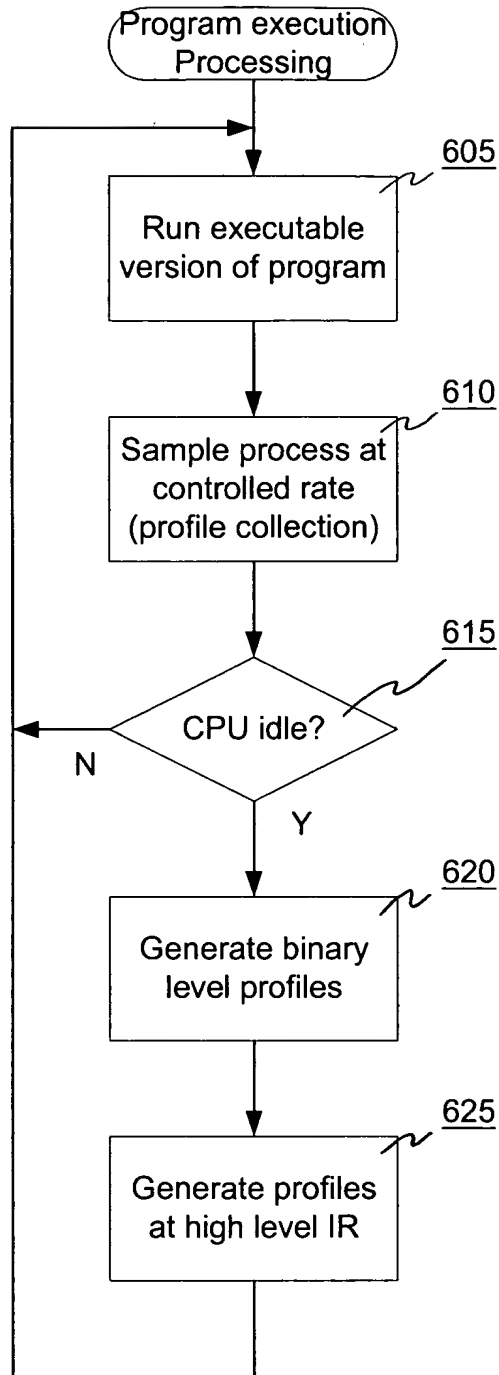 Program execution
Processing
605
Run executable
version of program
610
Sample process at
controlled rate
(profile collection)
615
CPU idle?
N
Y
620
Generate binary
level profiles
625
Generate profiles
at high level IR